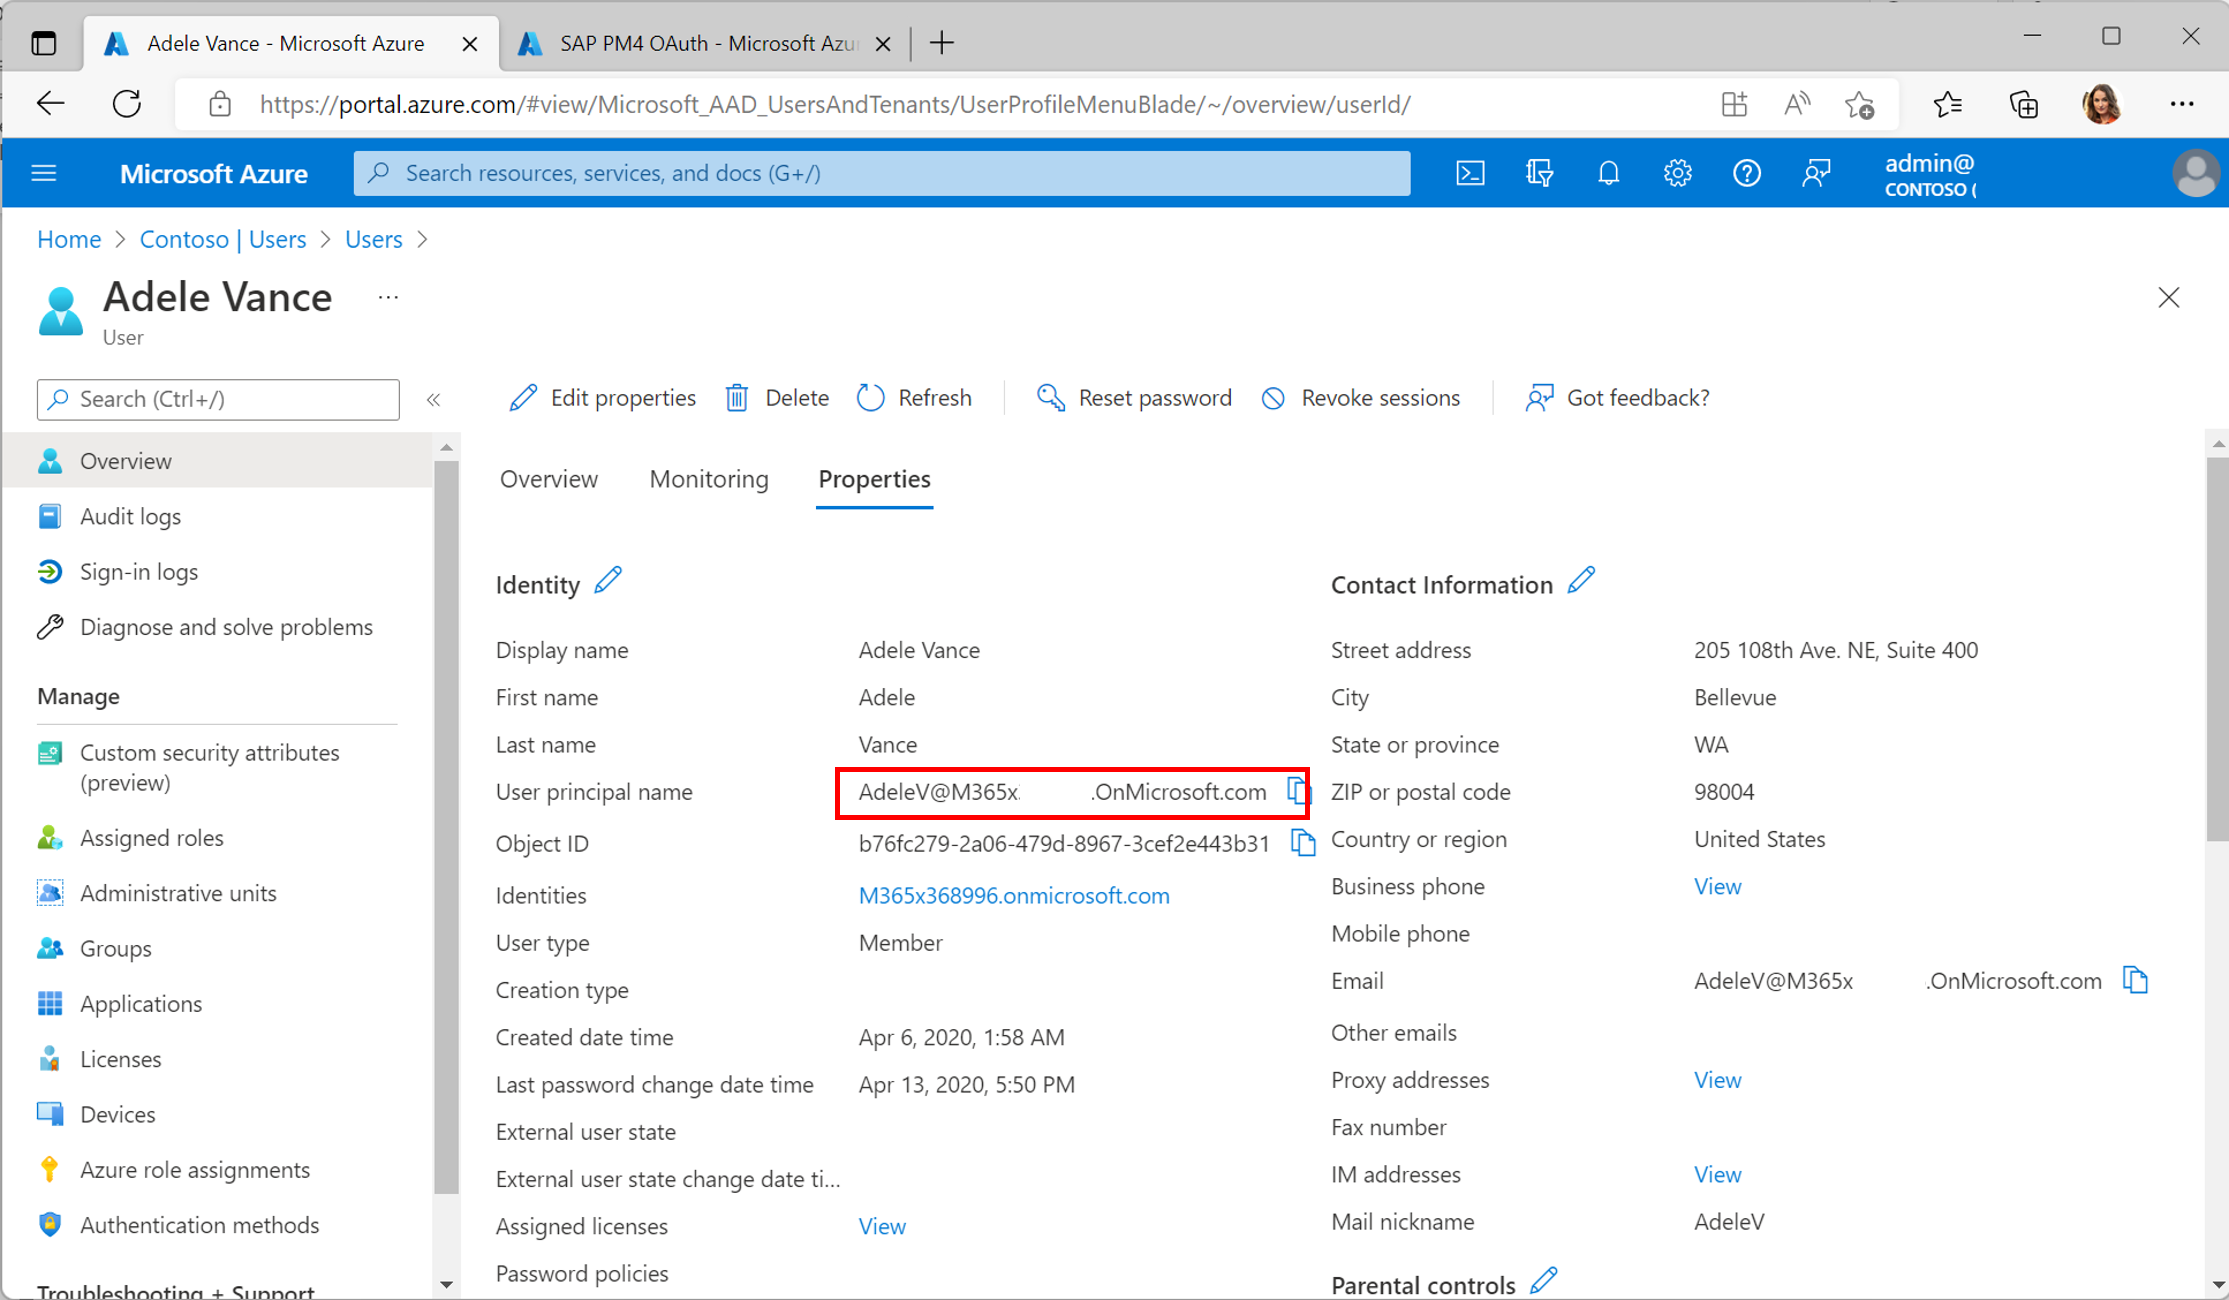 Adele Vance - Microsoft Azure
SAP PM4 OAuth - Microsoft Azu
https://portal.azure.com/#view/Microsoft_AAD_UsersAndTenants/UserProfileMenuBlade/~/overview/userId/
Microsoft Azure
Search resources, services, and docs (G+/)
admin@
CONTOSO (
Home > Contoso | Users > Users >
Adele Vance ...
User
Search (Ctrl+/)
«
Edit properties
Delete
Refresh
Reset password
Revoke sessions
Got feedback?
Overview
Audit logs
Sign-in logs
Diagnose and solve problems
Manage
Custom security attributes
(preview)
Assigned roles
Administrative units
Groups
Applications
Licenses
Devices
Azure role assignments
Authentication methods
Troubleshooting + Support
Overview
Monitoring
Properties
Identity
Display name Adele Vance
First name Adele
Last name Vance
User principal name AdeleV@M365x .OnMicrosoft.com
Object ID b76fc279-2a06-479d-8967-3cef2e443b31
Identities M365x368996.onmicrosoft.com
User type Member
Creation type
Created date time Apr 6, 2020, 1:58 AM
Last password change date time Apr 13, 2020, 5:50 PM
External user state
External user state change date ti...
Assigned licenses View
Password policies
Contact Information
Street address 205 108th Ave. NE, Suite 400
City Bellevue
State or province WA
ZIP or postal code 98004
Country or region United States
Business phone View
Mobile phone
Email AdeleV@M365x .OnMicrosoft.com
Other emails
Proxy addresses View
Fax number
IM addresses View
Mail nickname AdeleV
Parental controls